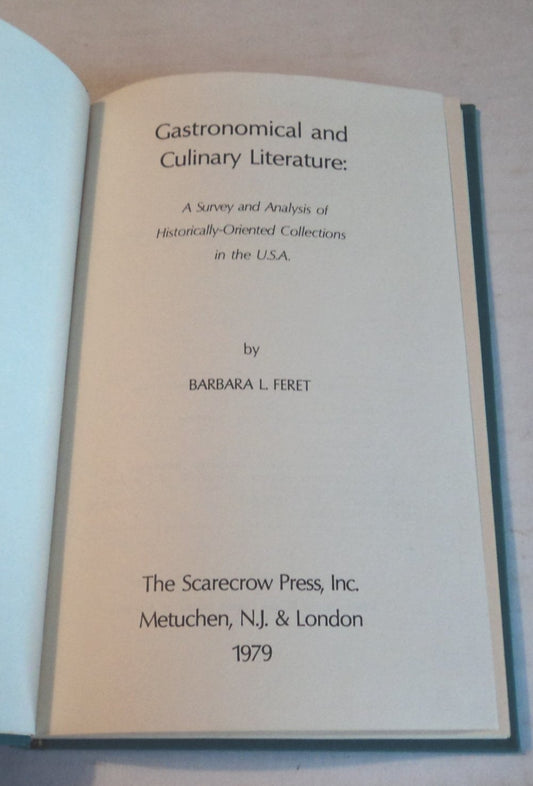 Gastronomical and
Culinary Literature:
A Survey and Analysis of
Historically-Oriented Collections
in the U.S.A.
by
BARBARA L. FERET
The Scarecrow Press, Inc.
Metuchen, N.J. & London
1979